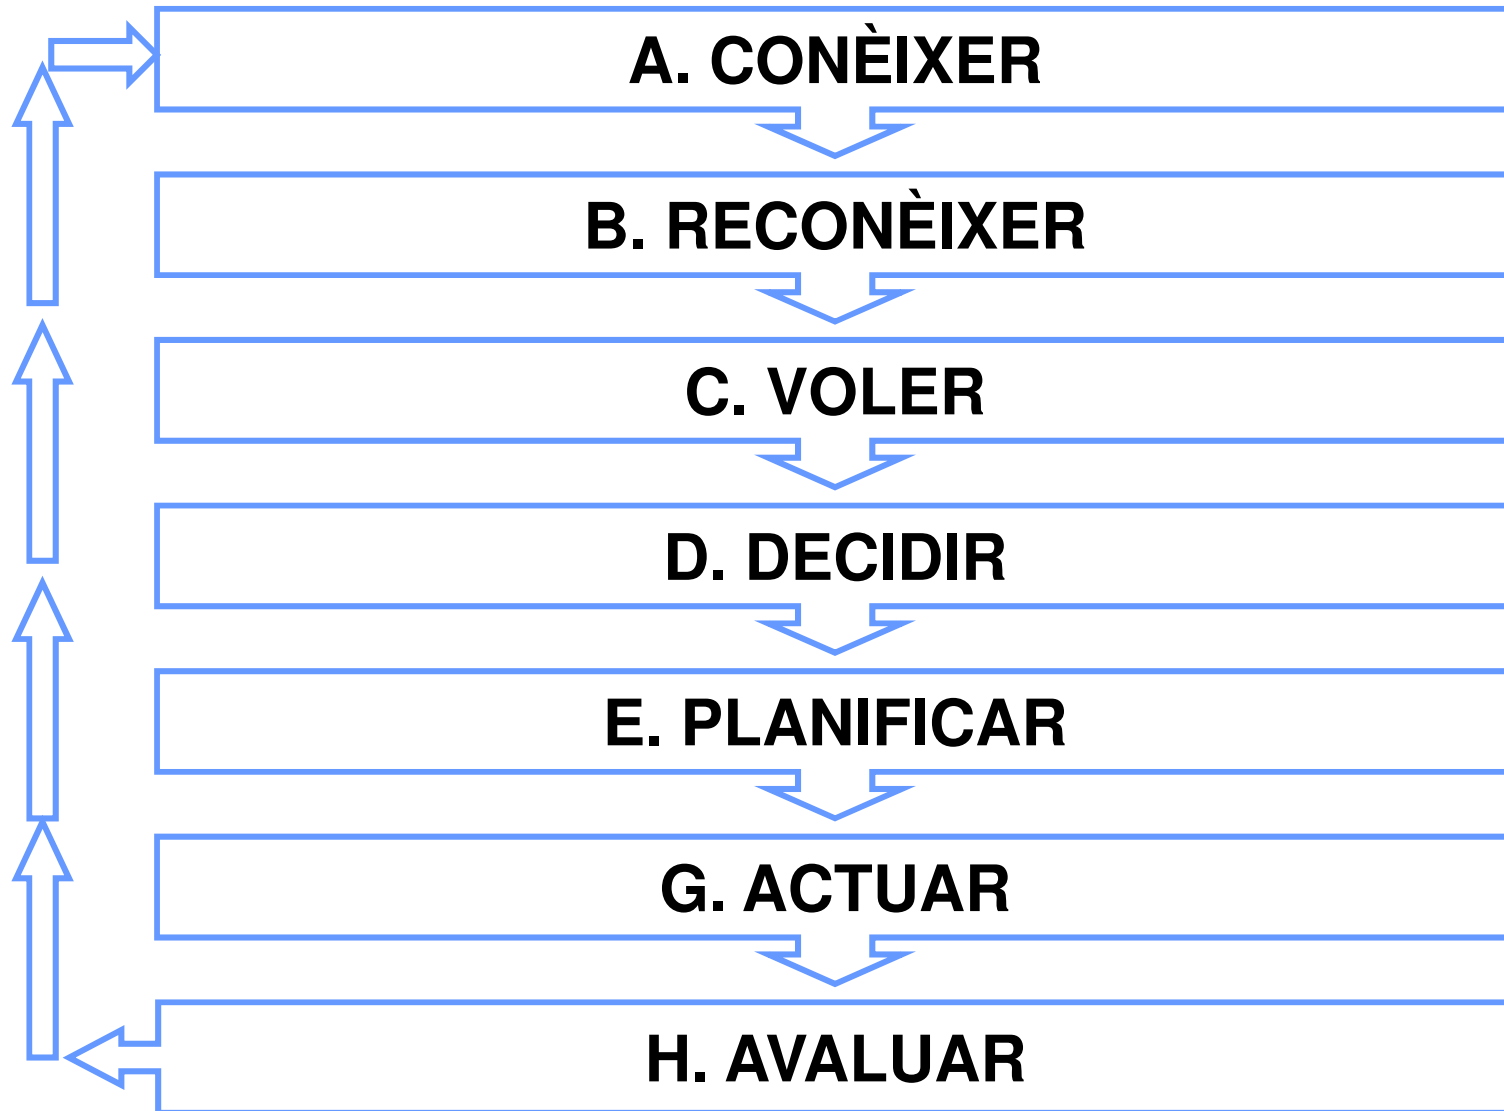 A. CONÈIXER
B. RECONÈIXER
C. VOLER
D. DECIDIR
E. PLANIFICAR
G. ACTUAR
H. AVALUAR